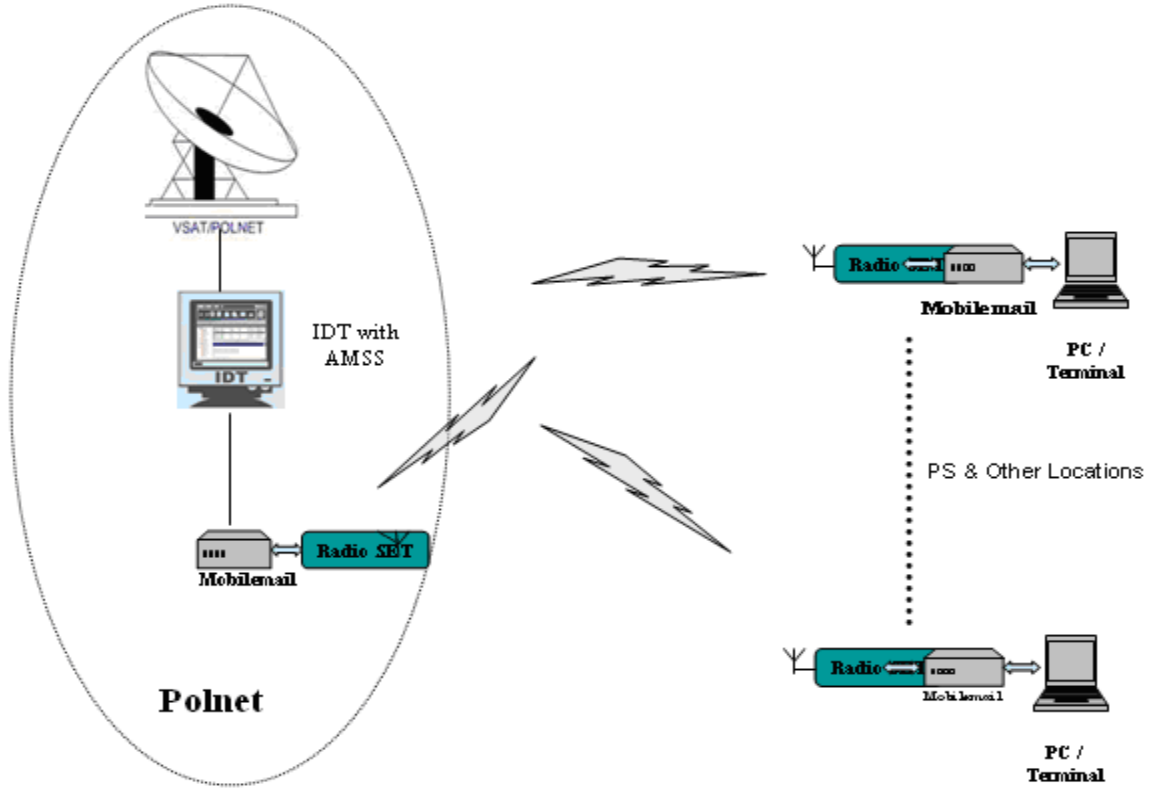 VSAT/POLNET
IDT with
AMSS
IDT
Mobilemail
Radio SET
Polnet
Radio
Mobilemail
PC /
Terminal
PS & Other Locations
Radio
Mobilemail
PC /
Terminal